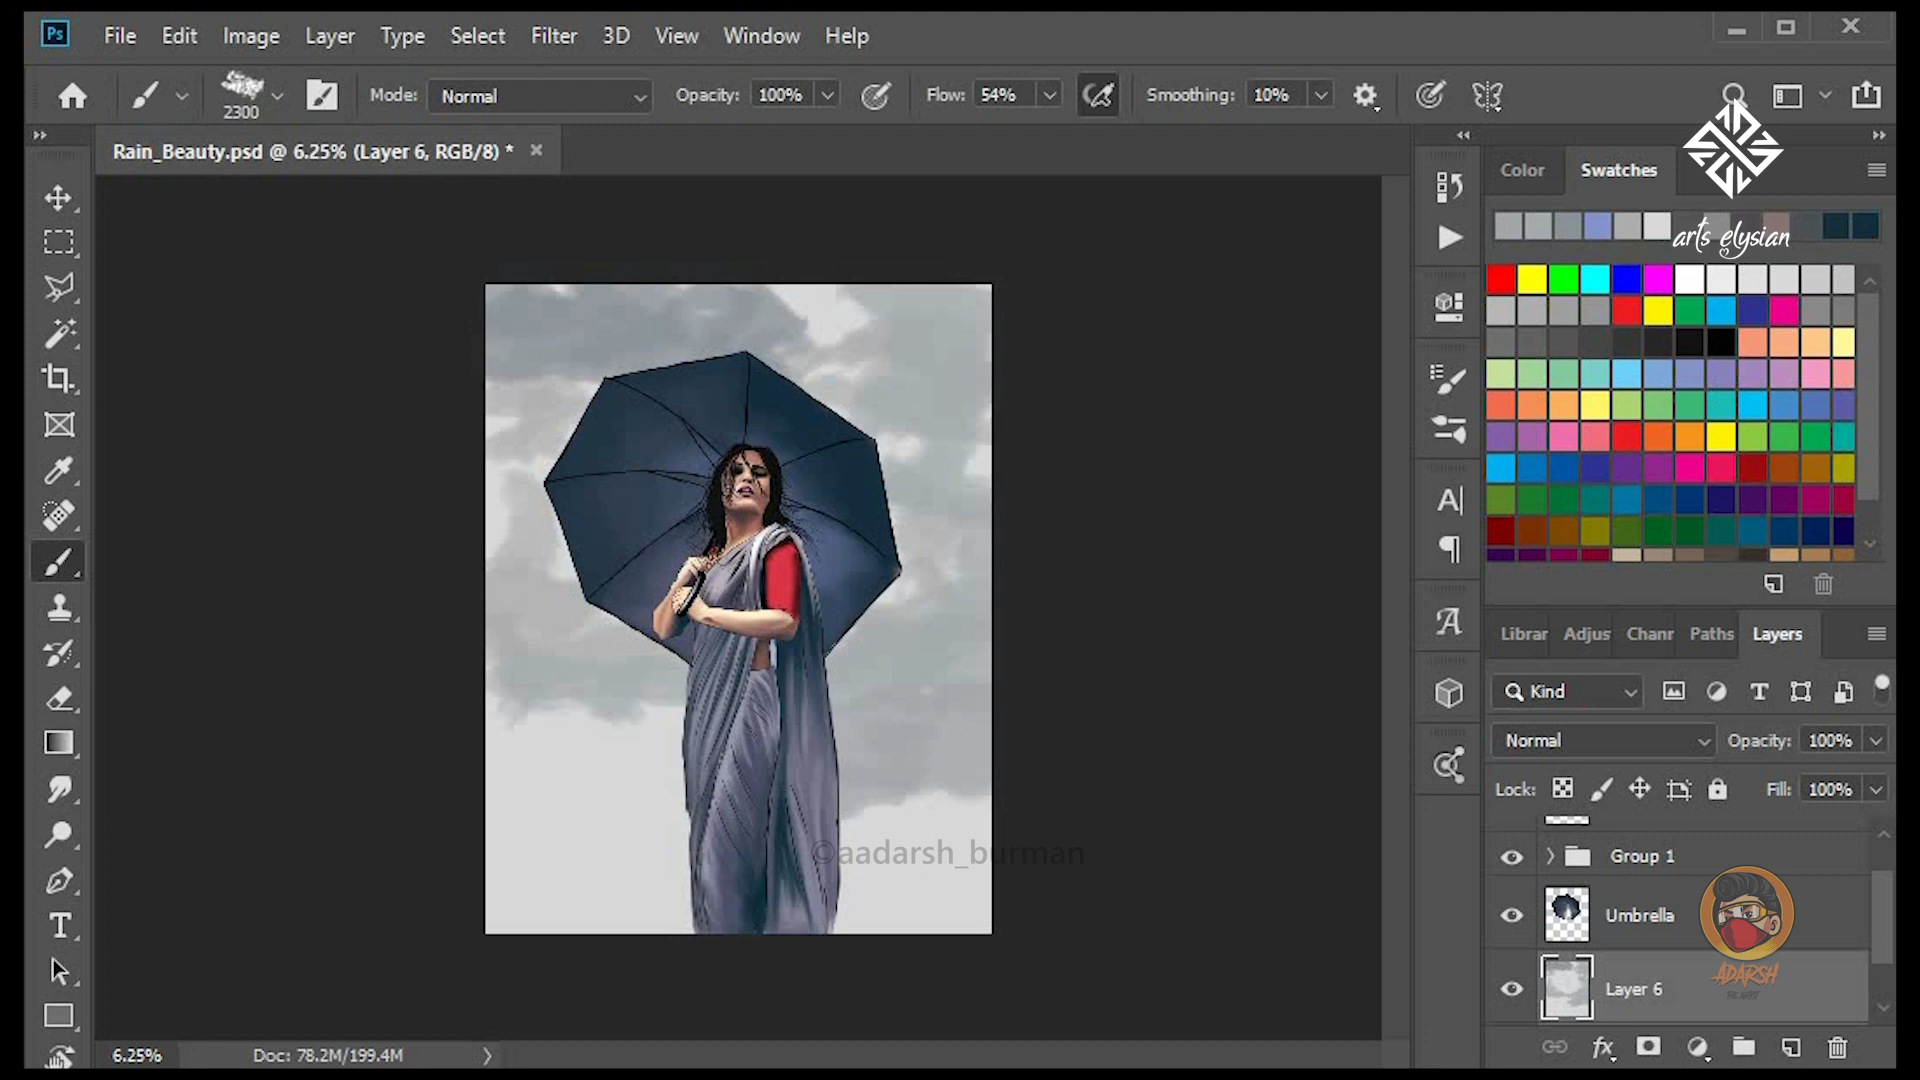 Ps File Edit Image Layer Type Select Filter 3D View Window Help
2300 Mode: Normal Opacity: 100% Flow: 54% Smoothing: 10%
Rain_Beauty.psd @ 6.25% (Layer 6, RGB/8) *
Color Swatches
arts elysian
Librar Adjus Chanr Paths Layers
Kind
Normal Opacity: 100%
Lock: Fill: 100%
Group 1
Umbrella
Layer 6
©aadarsh_burman
ADARSH
THE ARTIST
6.25% Doc: 78.2M/199.4M